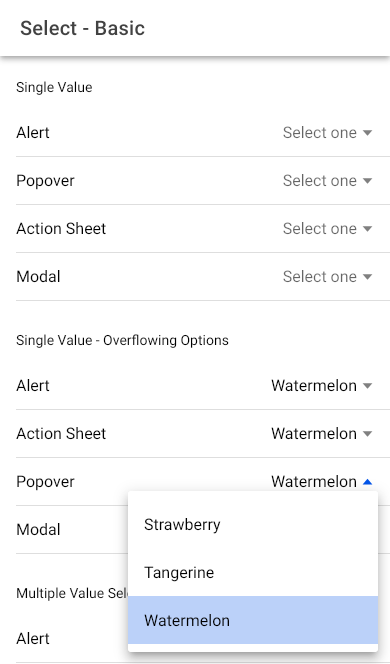 Select - Basic
Single Value
Alert Select one
Popover Select one
Action Sheet Select one
Modal Select one
Single Value - Overflowing Options
Alert Watermelon
Action Sheet Watermelon
Popover Watermelon
Strawberry
Modal
Tangerine
Multiple Value Sel
Watermelon
Alert